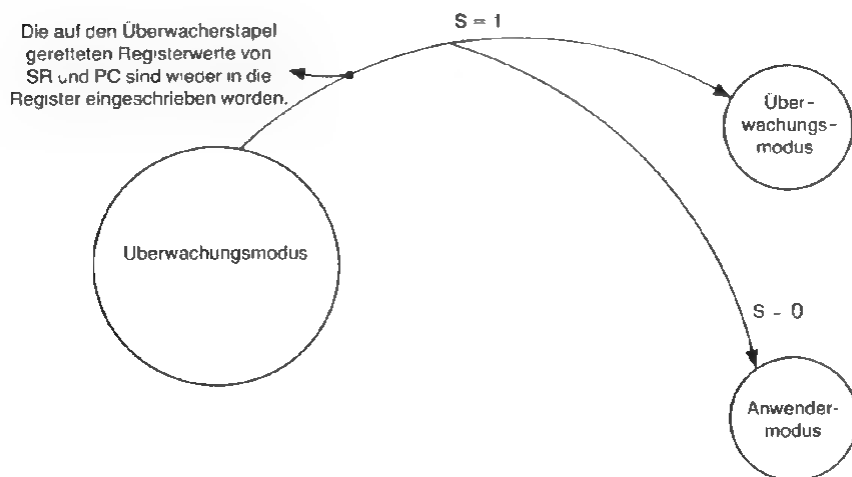 Die auf den Überwacherstapel
geretteten Registerwerte von
SR und PC sind wieder in die
Register eingeschrieben worden.
S = 1
Über-
wachungs-
modus
Uberwachungsmodus
S - 0
Anwender-
modus